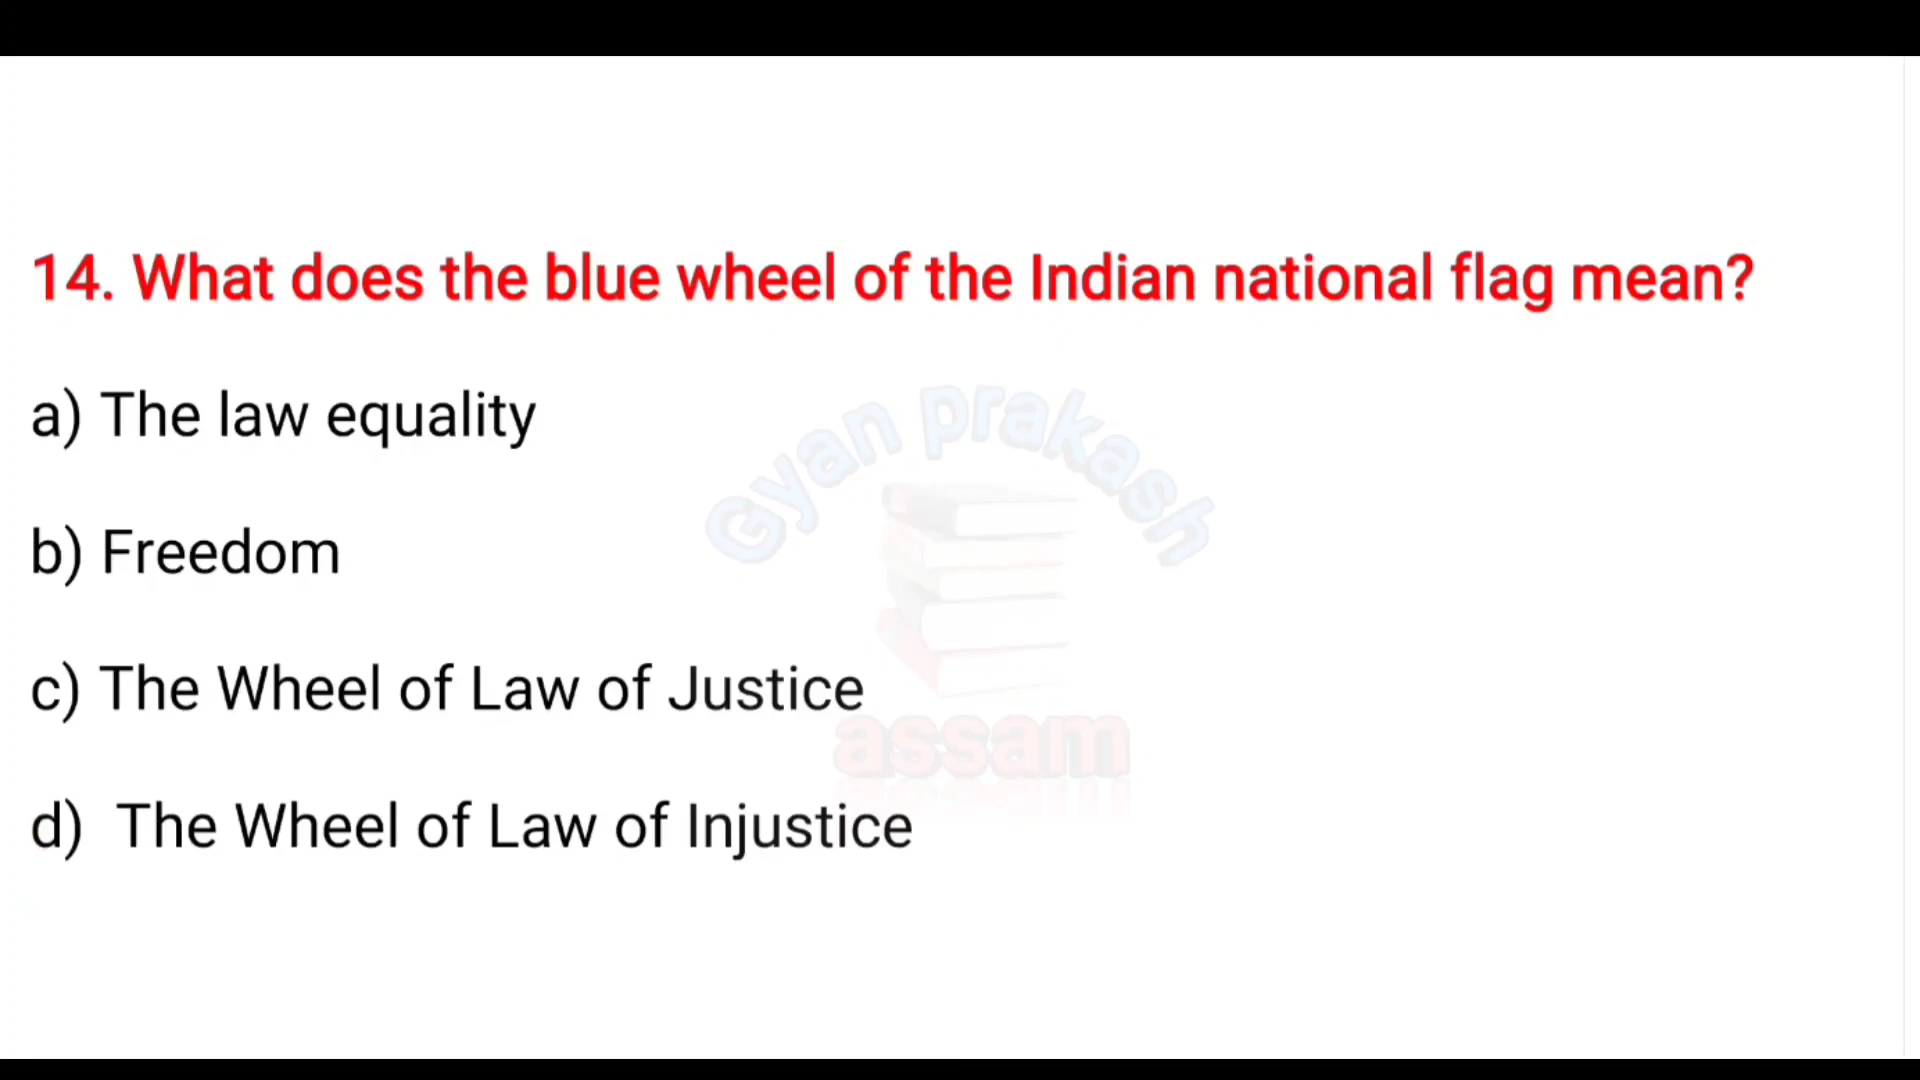 14. What does the blue wheel of the Indian national flag mean?
a) The law equality
Gyan prakash
b) Freedom
c) The Wheel of Law of Justice
assam
d) The Wheel of Law of Injustice